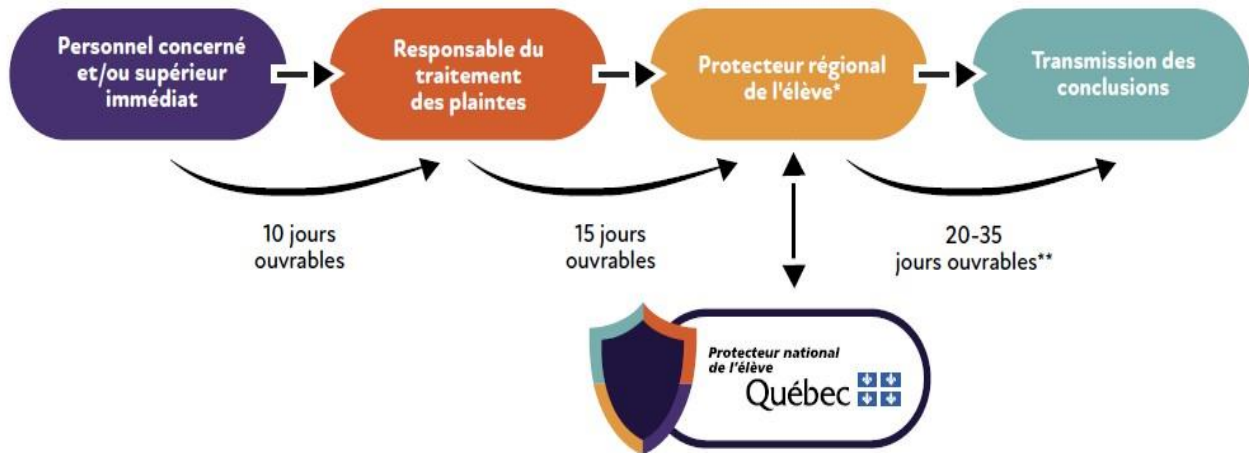 Personnel concerné
et/ou supérieur
immédiat
Responsable du
traitement
des plaintes
Protecteur régional
de l'élève*
Transmission des
conclusions
10 jours
ouvrables
15 jours
ouvrables
20-35
jours ouvrables**
Protecteur national
de l'élève
Québec